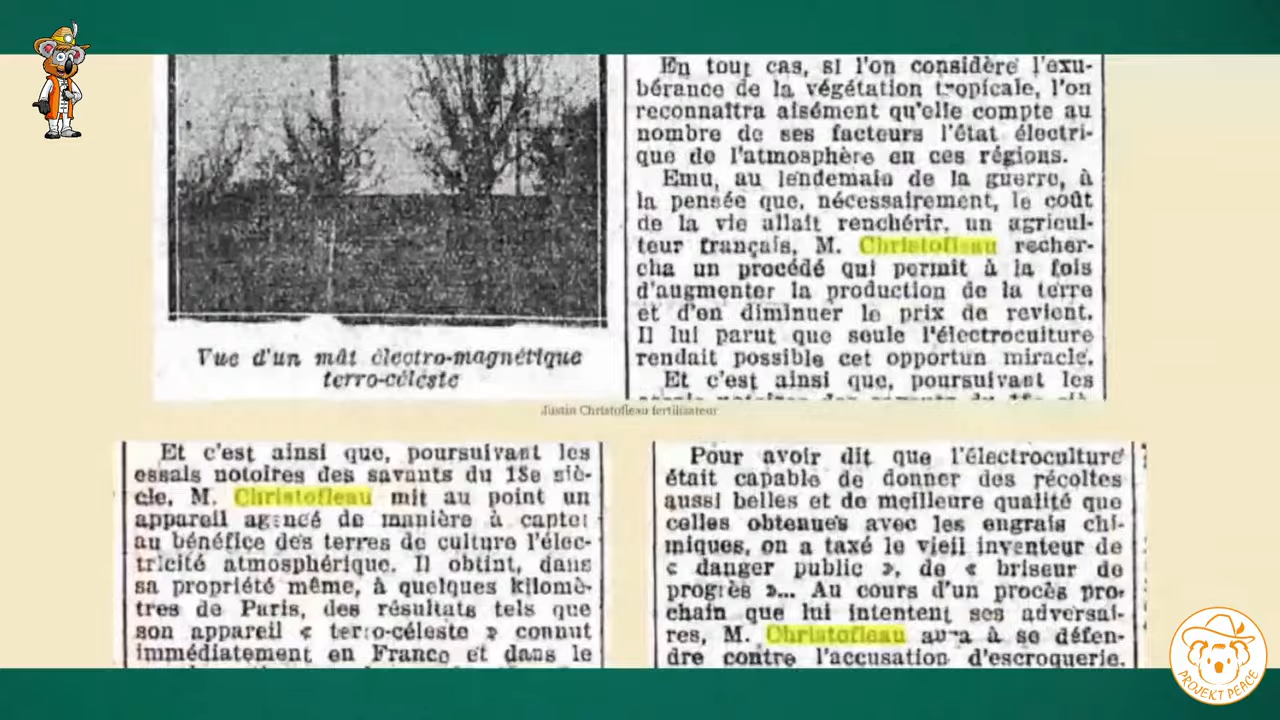 En tout cas, si l'on considère l'exu-
bérance de la végétation tropicale, l'on
reconnaîtra aisément qu'elle compte au
nombre de ses facteurs l'état électri-
que de l'atmosphère en ces régions.
Emu, au lendemain de la guerre, à
la pensée que, nécessairement, le coût
de la vie allait renchérir, un agricul-
teur français, M. Christofleau recher-
cha un procédé qui permit à la fois
d'augmenter la production de la terre
et d'en diminuer le prix de revient.
Il lui parut que seule l'électroculture
rendait possible cet opportun miracle.
Et c'est ainsi que, poursuivant les
Vue d'un mât électro-magnétique
terro-céleste
Justin Christofleau fertilizateur
Et c'est ainsi que, poursuivant les
essais notoires des savants du 18e siè-
cle, M. Christofleau mit au point un
appareil agencé de manière à capter
au bénéfice des terres de culture l'élec-
tricité atmosphérique. Il obtint, dans
sa propriété même, à quelques kilomè-
tres de Paris, des résultats tels que
son appareil « terro-céleste » connut
immédiatement en France et dans le
Pour avoir dit que l'électroculture
était capable de donner des récoltes
aussi belles et de meilleure qualité que
celles obtenues avec les engrais chi-
miques, on a taxé le vieil inventeur de
« danger public », de « briseur de
progrès »... Au cours d'un procès pro-
chain que lui intentent ses adversai-
res, M. Christofleau aura à se défen-
dre contre l'accusation d'escroquerie.
PROJEKT PEACE